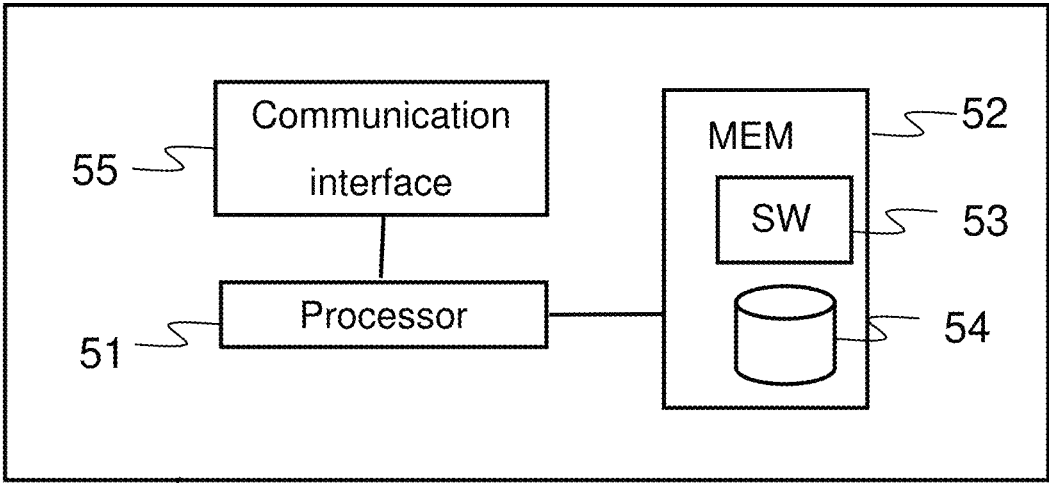 Communication
interface
55
MEM
52
SW
53
Processor
51
54